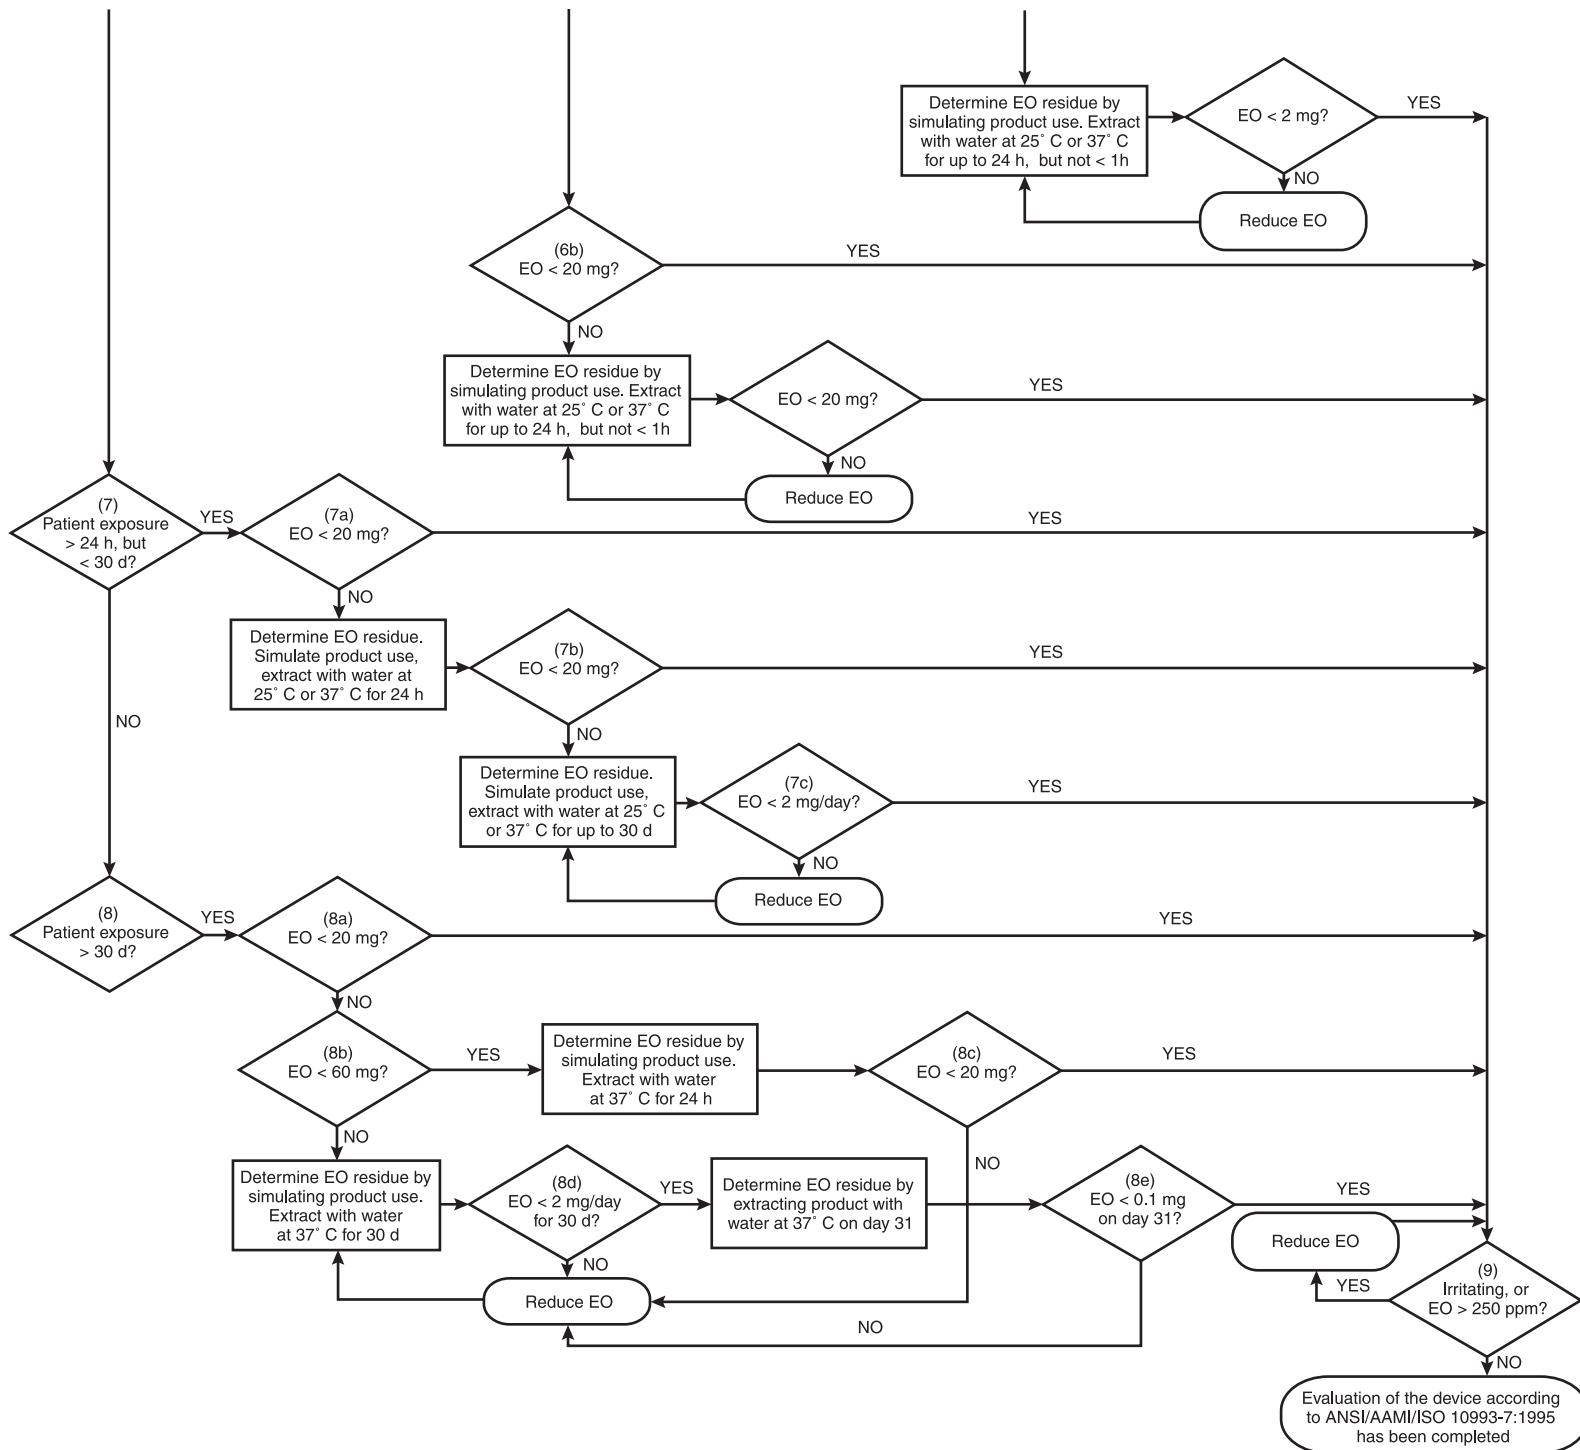 Determine EO residue by
simulating product use. Extract
with water at 25° C or 37° C
for up to 24 h, but not < 1h
EO < 2 mg?
YES
NO
Reduce EO
(6b)
EO < 20 mg?
YES
NO
Determine EO residue by
simulating product use. Extract
with water at 25° C or 37° C
for up to 24 h, but not < 1h
EO < 20 mg?
YES
NO
Reduce EO
(7)
Patient exposure
> 24 h, but
< 30 d?
YES
(7a)
EO < 20 mg?
YES
NO
Determine EO residue.
Simulate product use,
extract with water at
25° C or 37° C for 24 h
(7b)
EO < 20 mg?
YES
NO
NO
Determine EO residue.
Simulate product use,
extract with water at 25° C
or 37° C for up to 30 d
(7c)
EO < 2 mg/day?
YES
NO
Reduce EO
(8)
Patient exposure
> 30 d?
YES
(8a)
EO < 20 mg?
YES
NO
(8b)
EO < 60 mg?
YES
Determine EO residue by
simulating product use.
Extract with water
at 37° C for 24 h
(8c)
EO < 20 mg?
YES
NO
NO
Determine EO residue by
simulating product use.
Extract with water
at 37° C for 30 d
(8d)
EO < 2 mg/day
for 30 d?
YES
Determine EO residue by
extracting product with
water at 37° C on day 31
(8e)
EO < 0.1 mg
on day 31?
YES
NO
Reduce EO
NO
Reduce EO
YES
(9)
Irritating, or
EO > 250 ppm?
NO
Evaluation of the device according
to ANSI/AAMI/ISO 10993-7:1995
has been completed